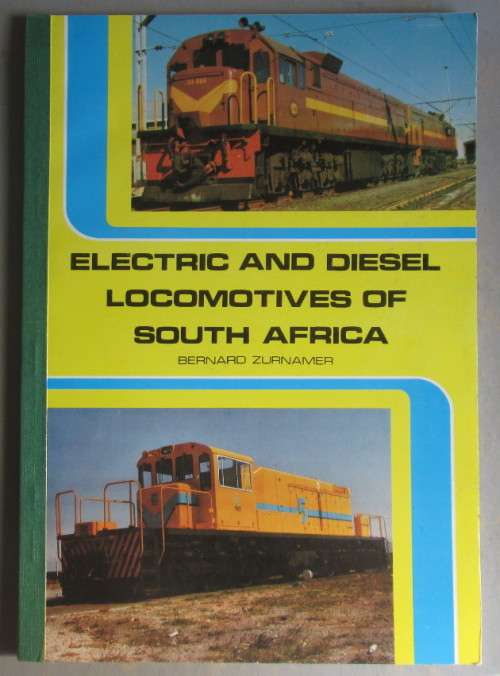 ELECTRIC AND DIESEL
LOCOMOTIVES OF
SOUTH AFRICA
BERNARD ZURNAMER